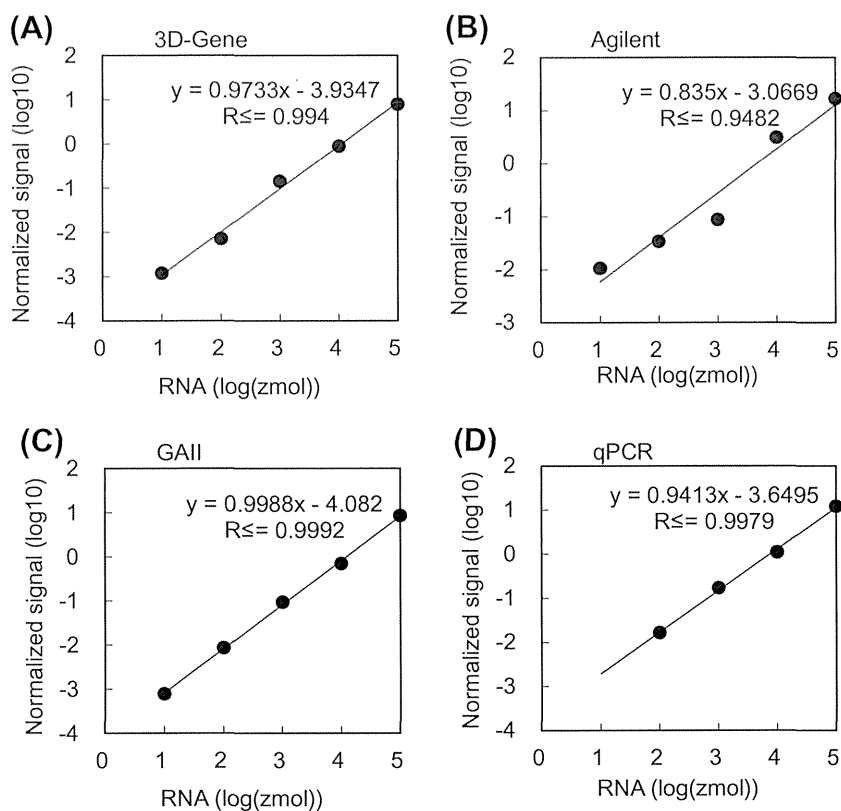 (A)
3D-Gene
y = 0.9733x - 3.9347
R≤= 0.994
Normalized signal (log10)
2
1
0
-1
-2
-3
-4
0 1 2 3 4 5
RNA (log(zmol))
(B)
Agilent
y = 0.835x - 3.0669
R≤= 0.9482
Normalized signal (log10)
2
1
0
-1
-2
-3
0 1 2 3 4 5
RNA (log(zmol))
(C)
GAII
y = 0.9988x - 4.082
R≤= 0.9992
Normalized signal (log10)
2
1
0
-1
-2
-3
-4
0 1 2 3 4 5
RNA (log(zmol))
(D)
qPCR
y = 0.9413x - 3.6495
R≤= 0.9979
Normalized signal (log10)
2
1
0
-1
-2
-3
-4
0 1 2 3 4 5
RNA (log(zmol))